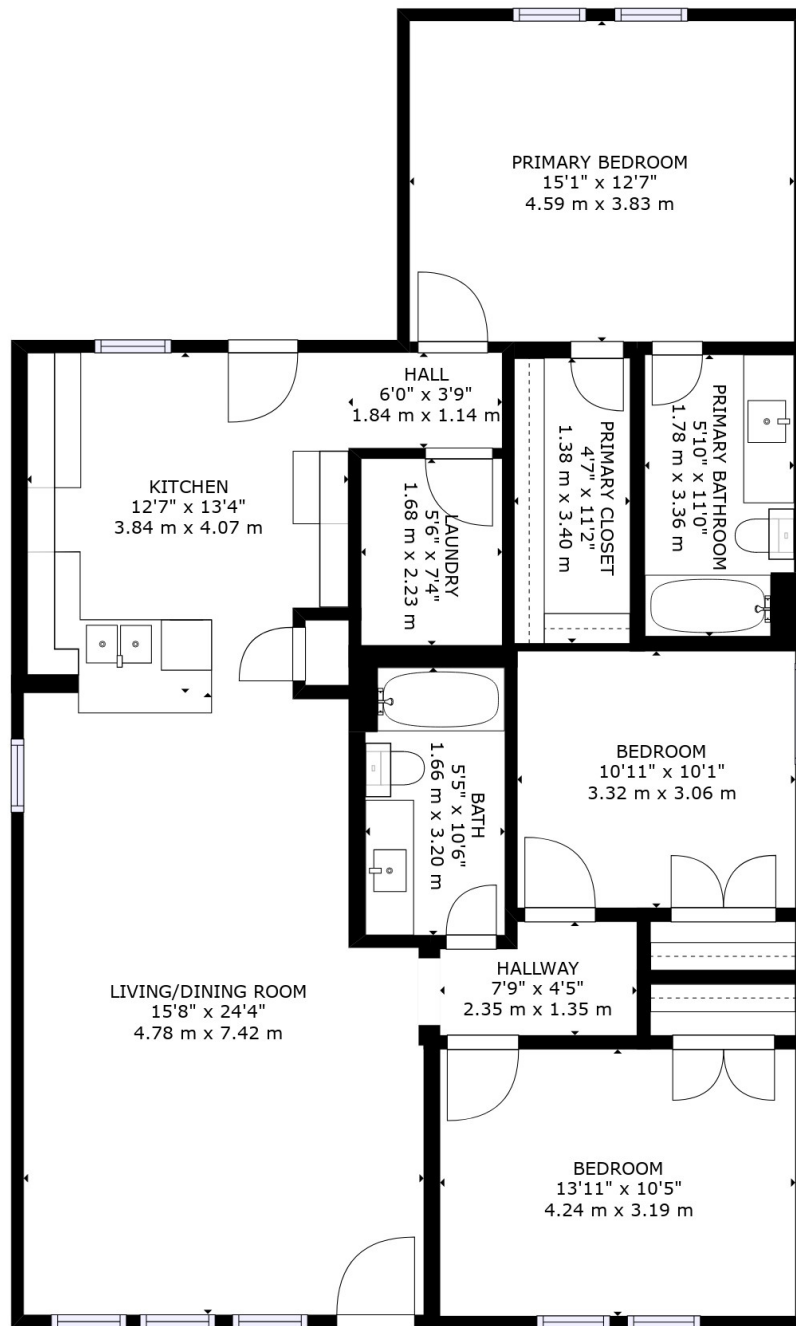 PRIMARY BEDROOM
15'1" x 12'7"
4.59 m x 3.83 m
HALL
6'0" x 3'9"
1.84 m x 1.14 m
KITCHEN
12'7" x 13'4"
3.84 m x 4.07 m
LAUNDRY
5'6" x 7'4"
1.68 m x 2.23 m
PRIMARY CLOSET
4'7" x 11'2"
1.38 m x 3.40 m
PRIMARY BATHROOM
5'10" x 11'0"
1.78 m x 3.36 m
BEDROOM
10'11" x 10'1"
3.32 m x 3.06 m
BATH
5'5" x 10'6"
1.66 m x 3.20 m
HALLWAY
7'9" x 4'5"
2.35 m x 1.35 m
LIVING/DINING ROOM
15'8" x 24'4"
4.78 m x 7.42 m
BEDROOM
13'11" x 10'5"
4.24 m x 3.19 m